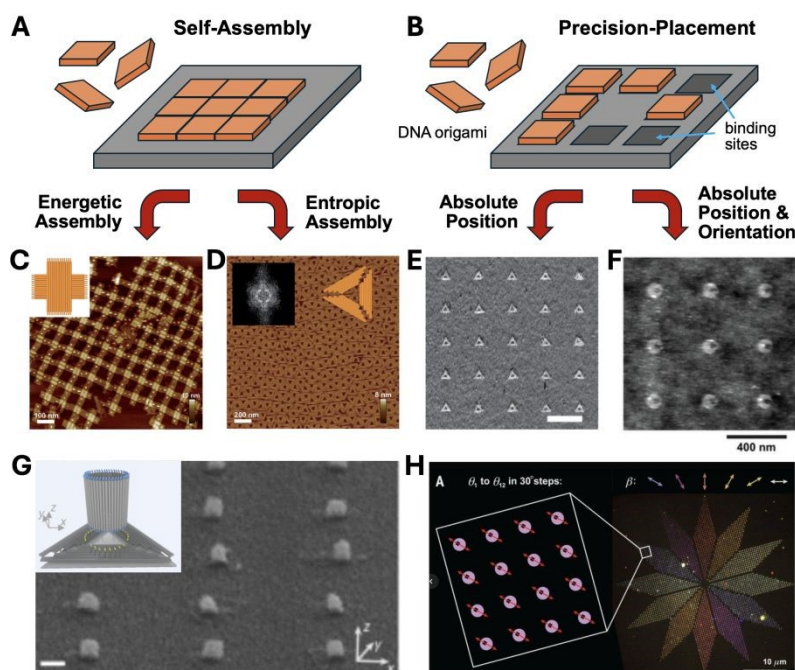 A
Self-Assembly
B
Precision-Placement
DNA origami
binding
sites
Energetic
Assembly
Entropic
Assembly
Absolute
Position
Absolute
Position &
Orientation
C
100 nm
D
200 nm
8 nm
E
F
400 nm
G
y z x
z
y
x
H
A
θ₁ to θ₁₂ in 30° steps:
β:
10 μm